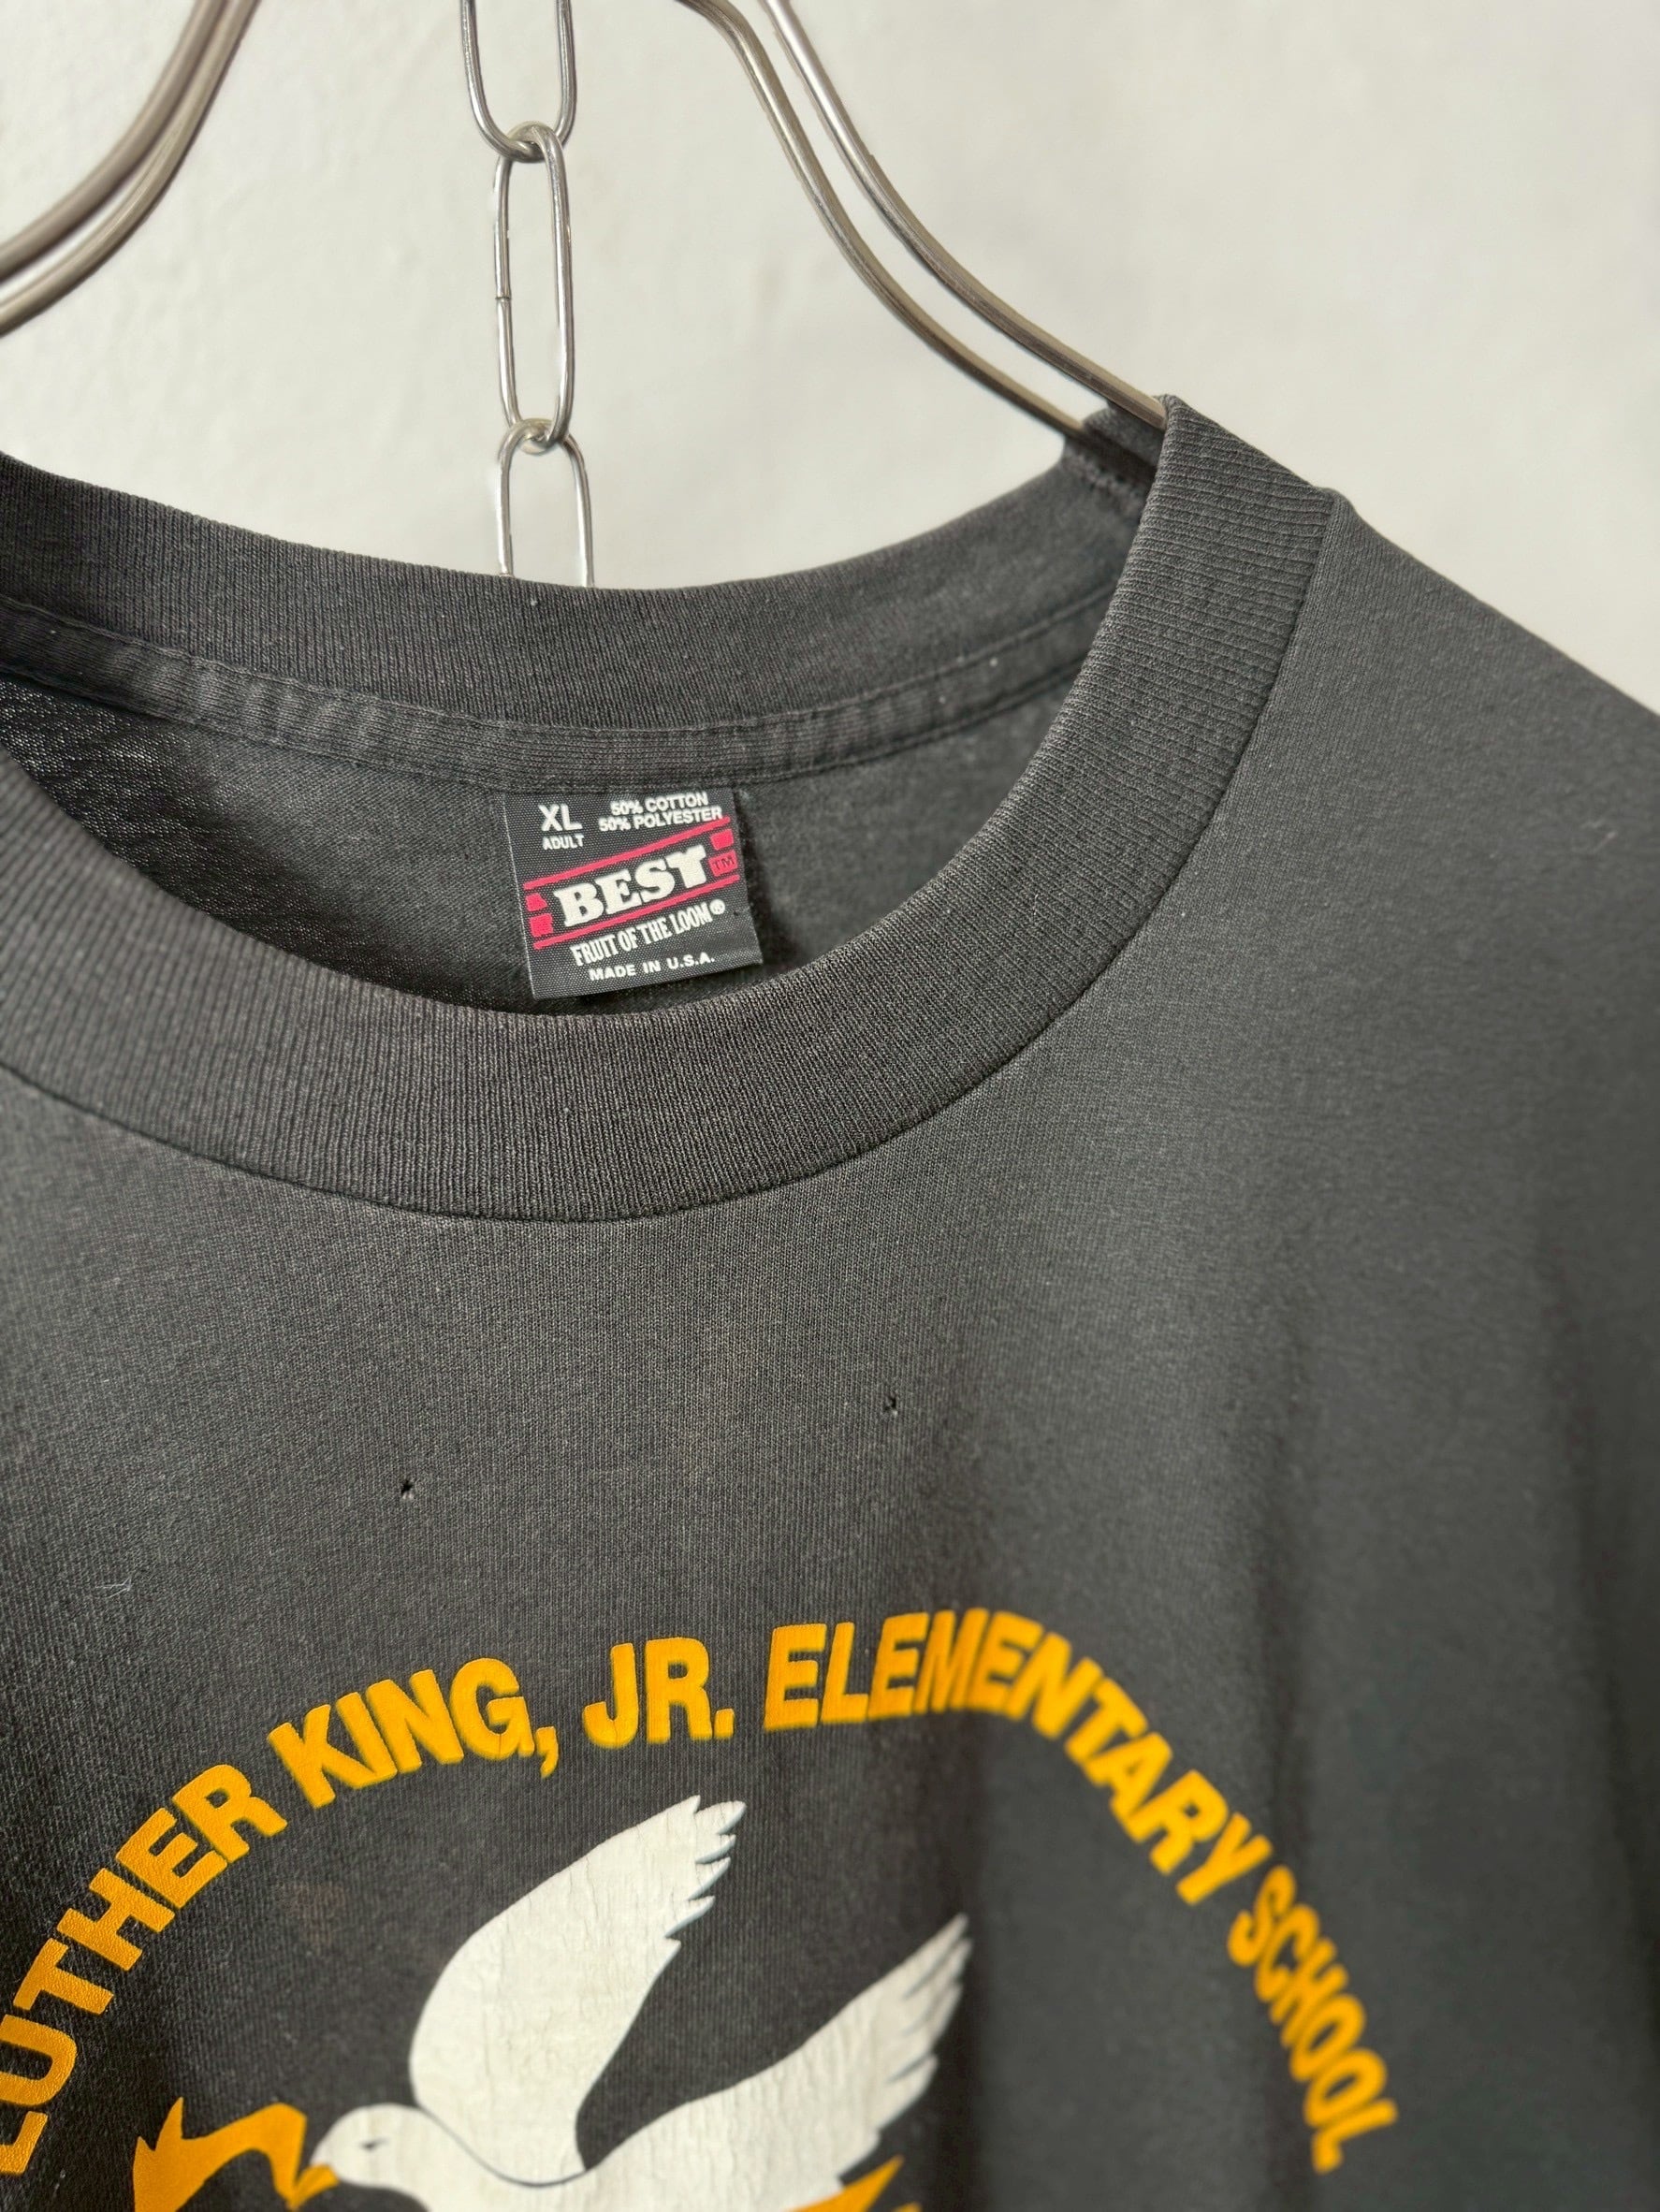 XL
ADULT
50% COTTON
50% POLYESTER
BEST TM
FRUIT OF THE LOOM®
MADE IN U.S.A.
LUTHER KING, JR. ELEMENTARY SCHOOL